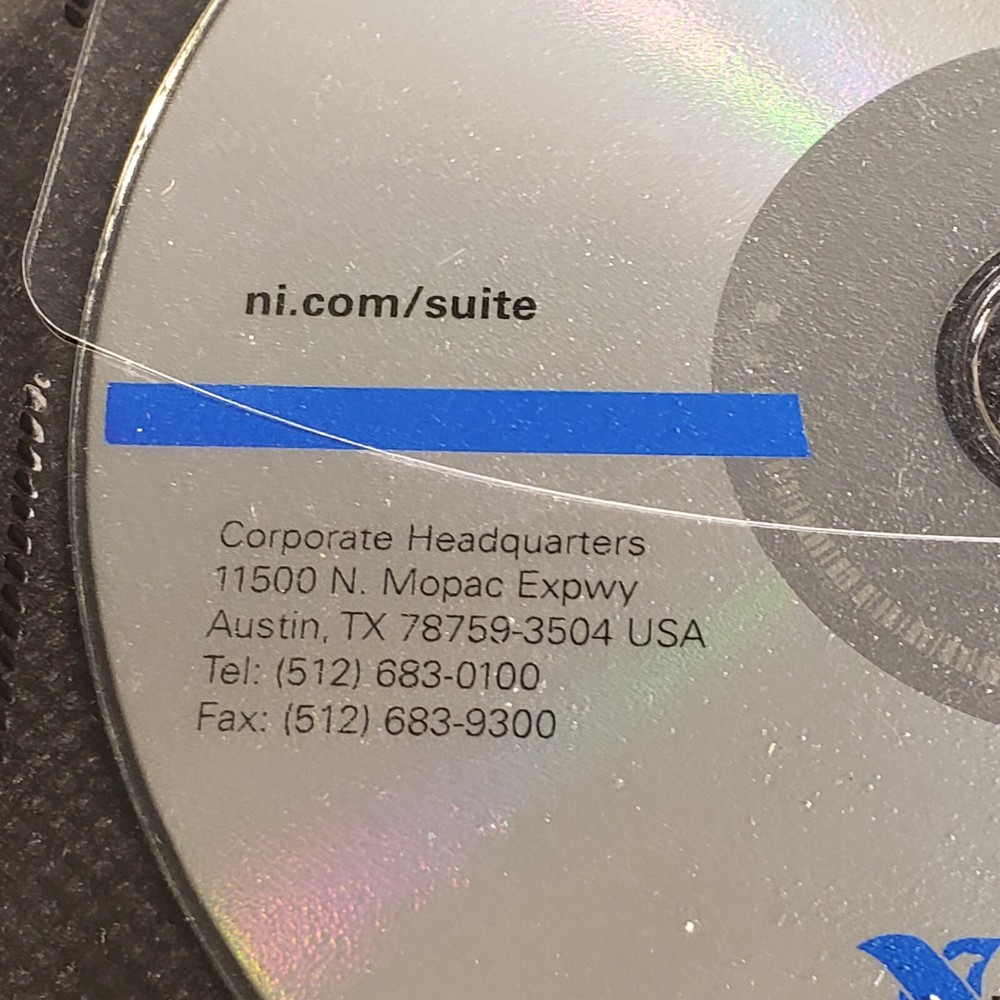 ni.com/suite
Corporate Headquarters
11500 N. Mopac Expwy
Austin, TX 78759-3504 USA
Tel: (512) 683-0100
Fax: (512) 683-9300